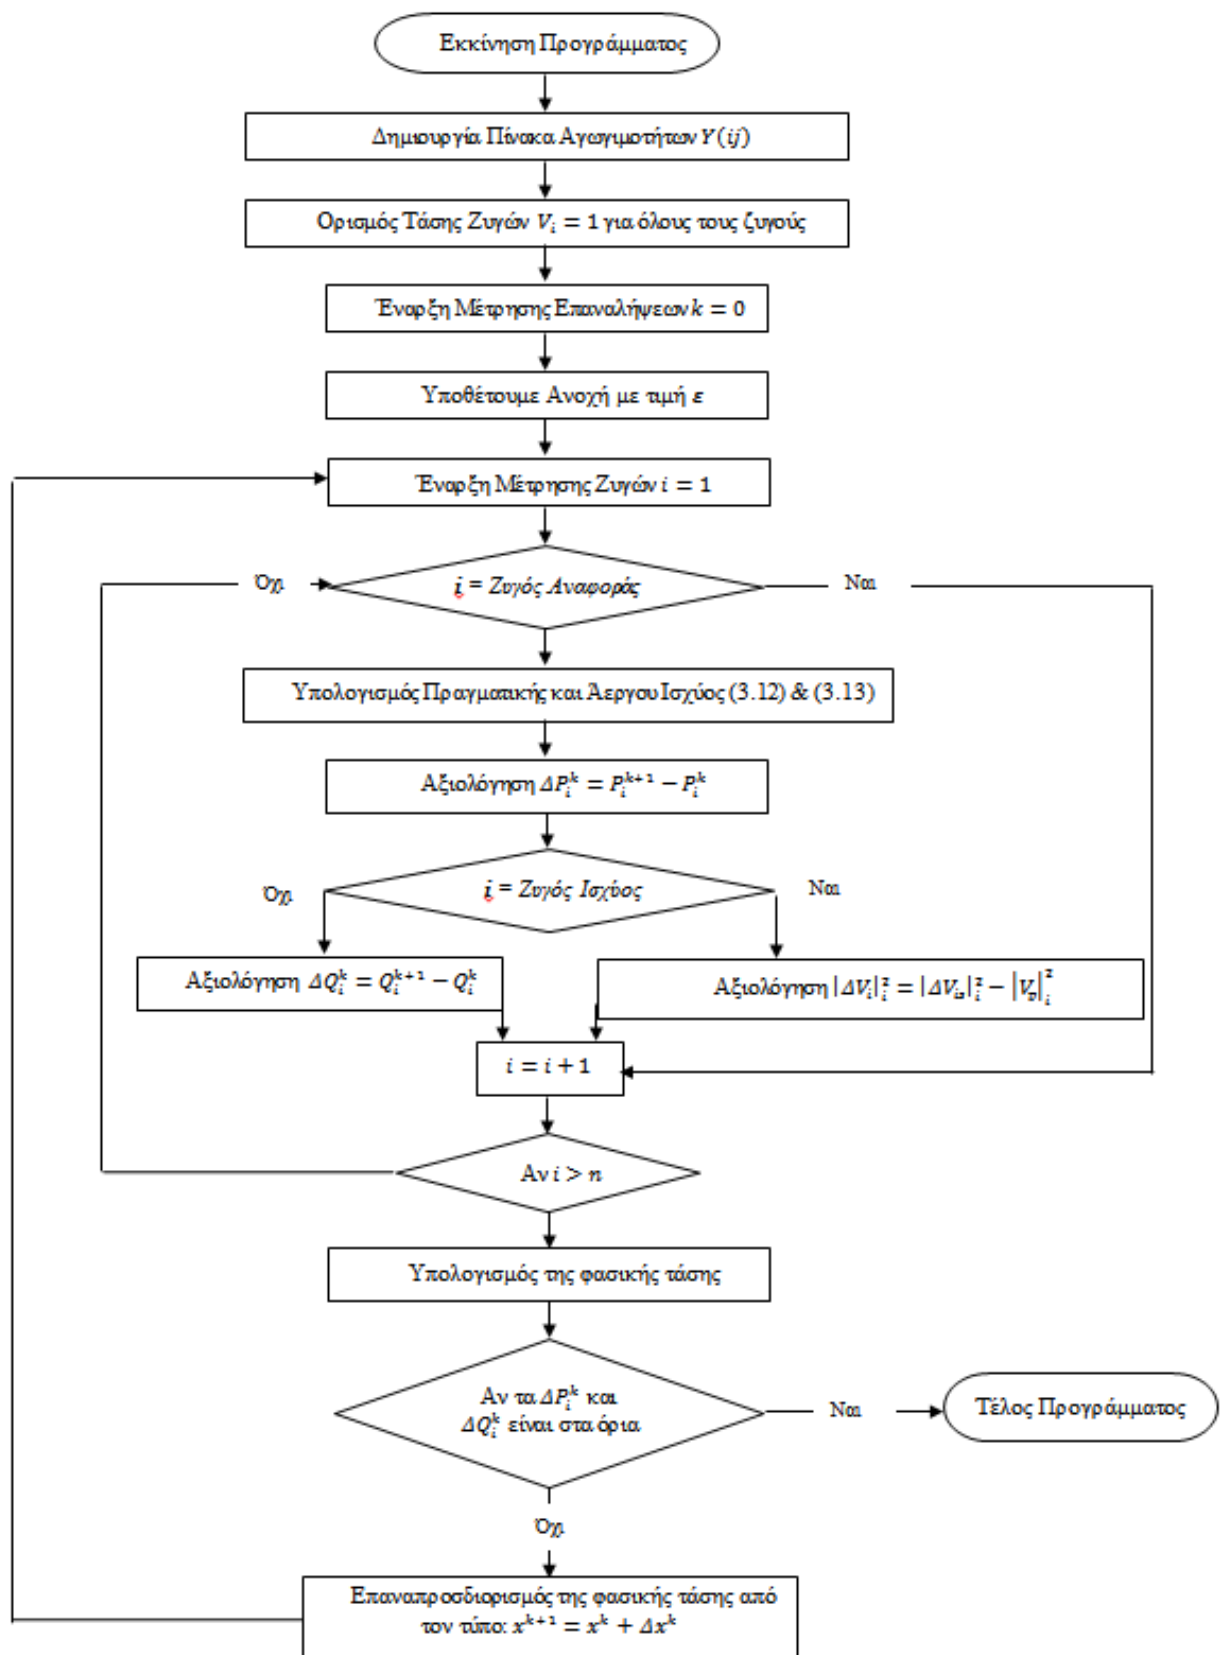 Εκκίνηση Προγράμματος
Δημιουργία Πίνακα Αγωγιμοτήτων Y(ij)
Ορισμός Τάσης Ζυγών V_i = 1 για όλους τους ζυγούς
Έναρξη Μέτρησης Επαναλήψεων k = 0
Υποθέτουμε Ανοχή με τιμή ε
Έναρξη Μέτρησης Ζυγών i = 1
Όχι
i = Ζυγός Αναφοράς
Ναι
Υπολογισμός Πραγματικής και Άεργου Ισχύος (3.12) & (3.13)
Αξιολόγηση ΔP_i^k = P_i^{k+1} − P_i^k
Όχι
i = Ζυγός Ισχύος
Ναι
Αξιολόγηση ΔQ_i^k = Q_i^{k+1} − Q_i^k
Αξιολόγηση |ΔV_i|_i^2 = |ΔV_{is}|_i^2 − |V_p|_i^2
i = i + 1
Αν i > n
Υπολογισμός της φασικής τάσης
Αν τα ΔP_i^k και
ΔQ_i^k είναι στα όρια
Ναι
Τέλος Προγράμματος
Όχι
Επαναπροσδιορισμός της φασικής τάσης από
τον τύπο: x^{k+1} = x^k + Δx^k